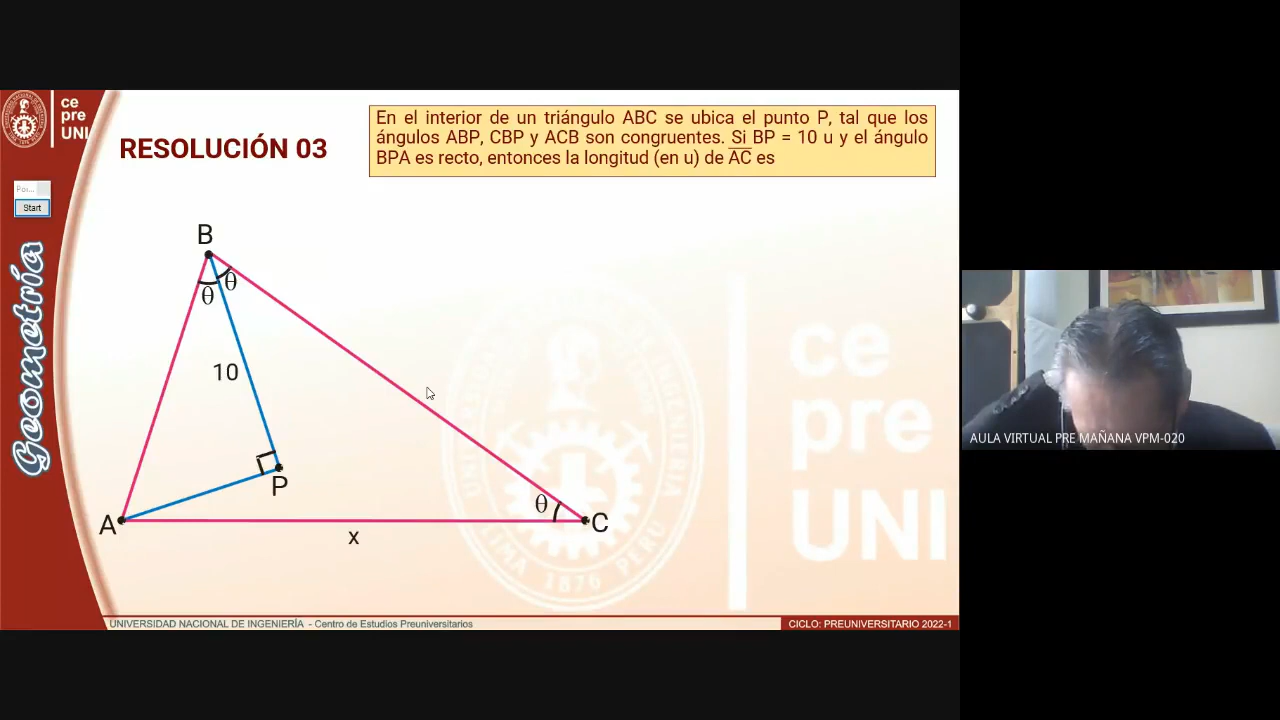 ce
pre
UNI
RESOLUCIÓN 03
En el interior de un triángulo ABC se ubica el punto P, tal que los
ángulos ABP, CBP y ACB son congruentes. Si BP = 10 u y el ángulo
BPA es recto, entonces la longitud (en u) de AC es
Start
Geometría
B
θ
θ
10
P
A
x
θ
C
ce
pre
UNI
LIMA 1876 PERU
AULA VIRTUAL PRE MAÑANA VPM-020
UNIVERSIDAD NACIONAL DE INGENIERÍA - Centro de Estudios Preuniversitarios
CICLO: PREUNIVERSITARIO 2022-1